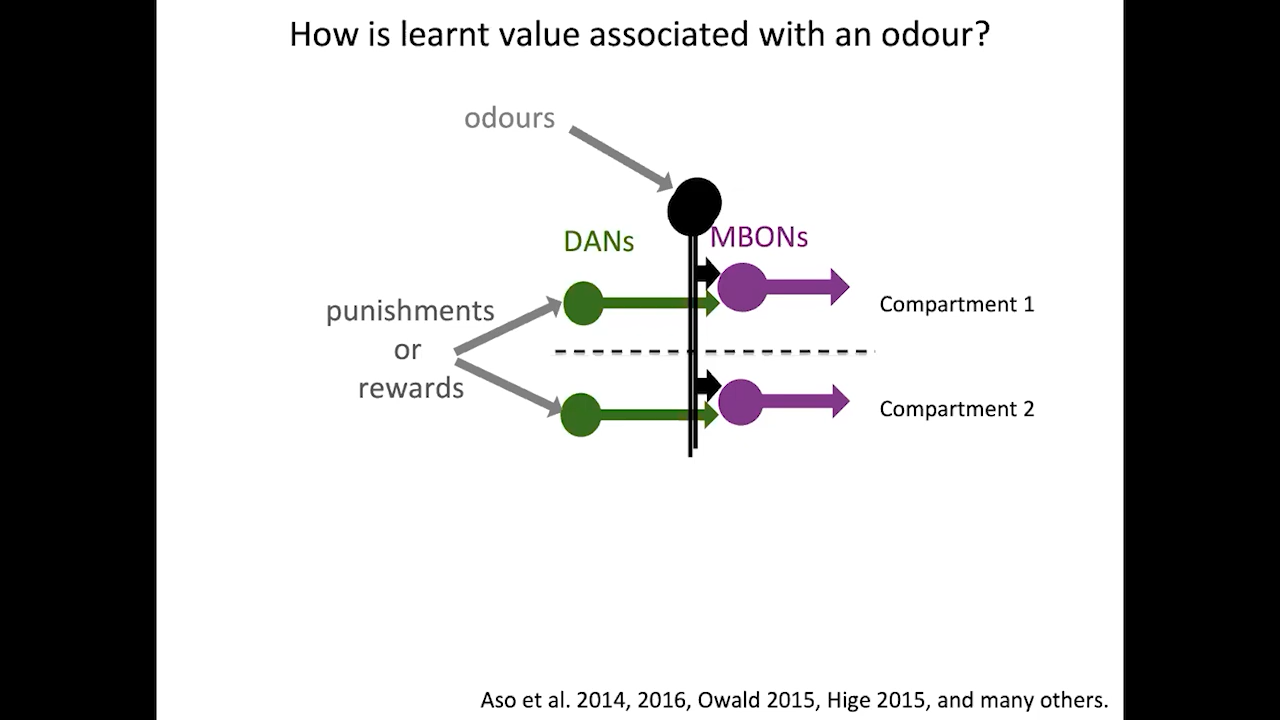 How is learnt value associated with an odour?
odours
DANs
MBONs
punishments
or
rewards
Compartment 1
Compartment 2
Aso et al. 2014, 2016, Owald 2015, Hige 2015, and many others.